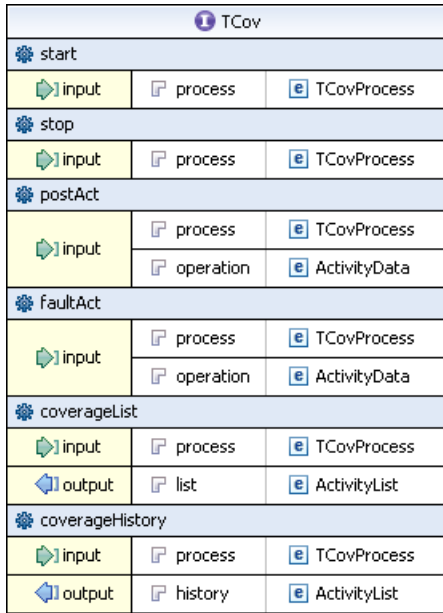 I TCov
start
input process e TCovProcess
stop
input process e TCovProcess
postAct
input process e TCovProcess
operation e ActivityData
faultAct
input process e TCovProcess
operation e ActivityData
coverageList
input process e TCovProcess
output list e ActivityList
coverageHistory
input process e TCovProcess
output history e ActivityList